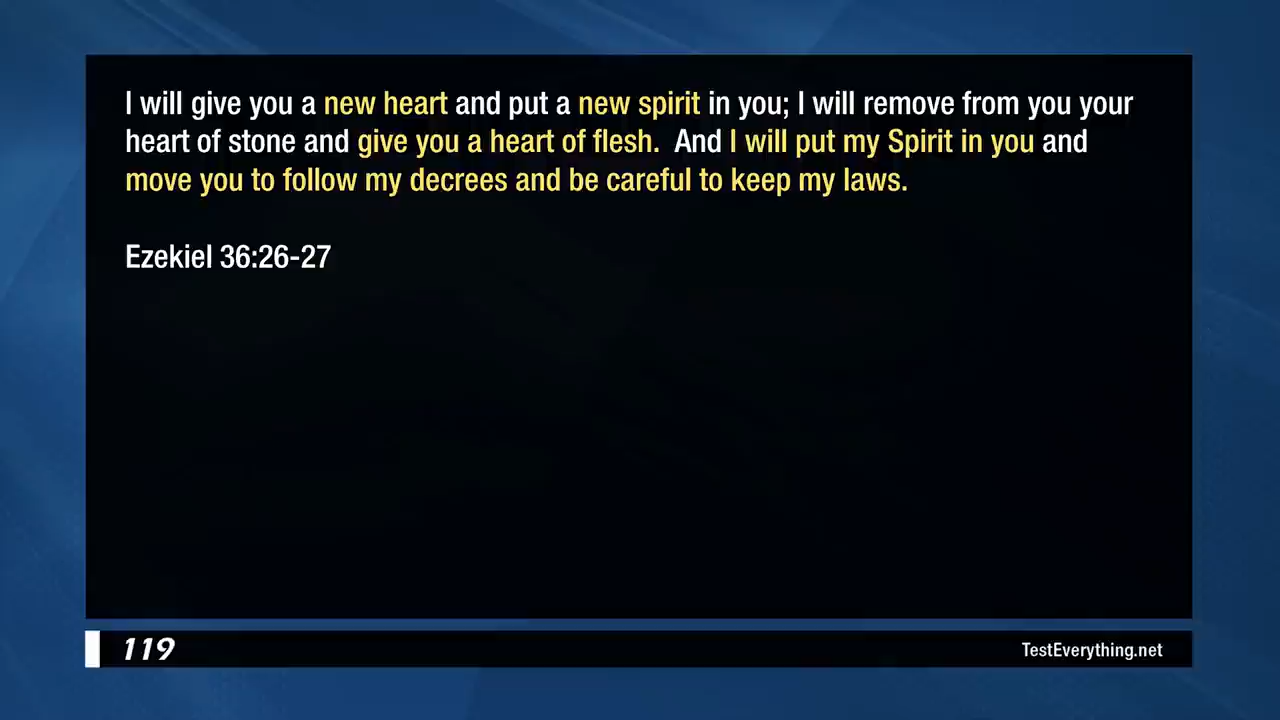 I will give you a new heart and put a new spirit in you; I will remove from you your
heart of stone and give you a heart of flesh.  And I will put my Spirit in you and
move you to follow my decrees and be careful to keep my laws.
Ezekiel 36:26-27
119
TestEverything.net